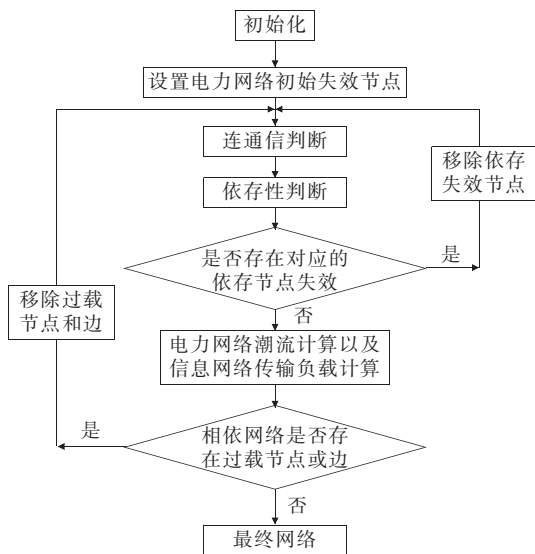 初始化
设置电力网络初始失效节点
连通信判断
移除依存
失效节点
依存性判断
是否存在对应的
依存节点失效
是
移除过载
节点和边
否
电力网络潮流计算以及
信息网络传输负载计算
是
相依网络是否存
在过载节点或边
否
最终网络